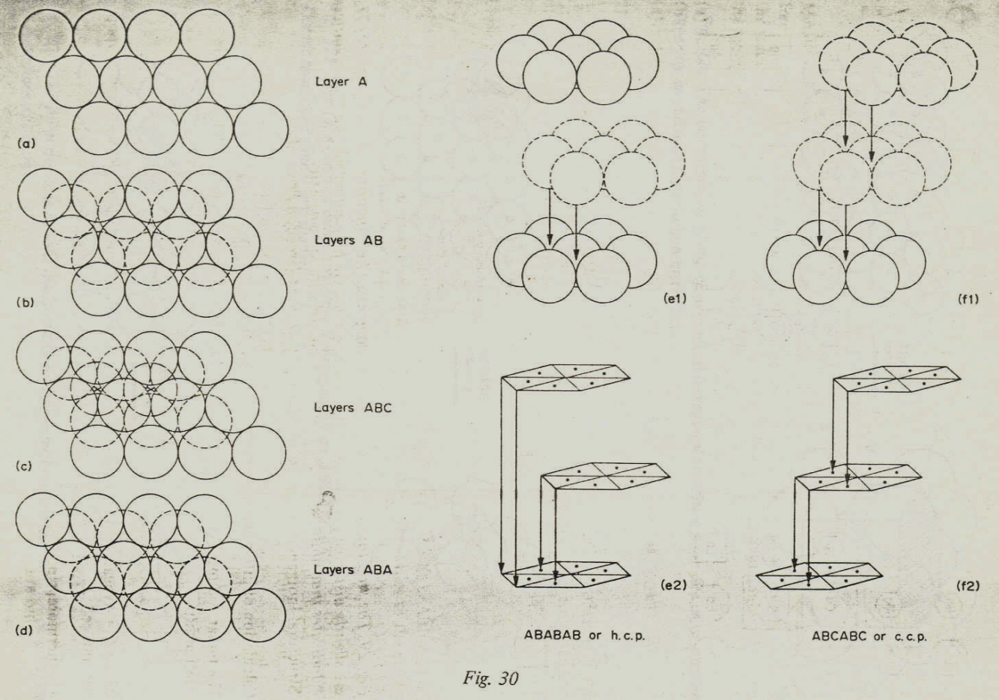 Layer A
(a)
Layers AB
(b)
Layers ABC
(c)
Layers ABA
(d)
(e1)
(f1)
(e2)
(f2)
ABABAB or h.c.p.
ABCABC or c.c.p.
Fig. 30